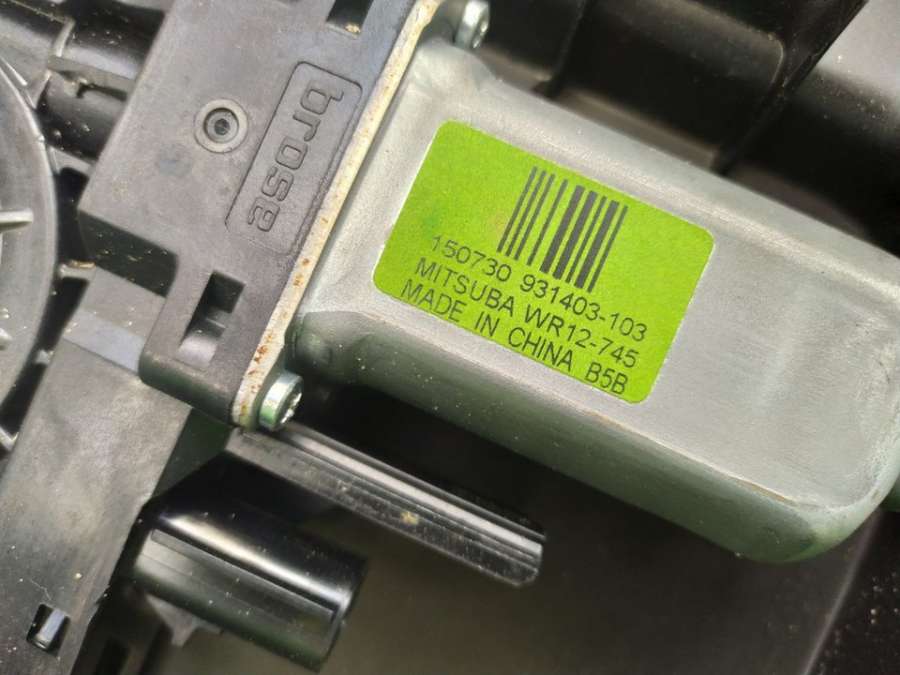 brose
150730 931403-103
MITSUBA WR12-745
MADE IN CHINA B5B